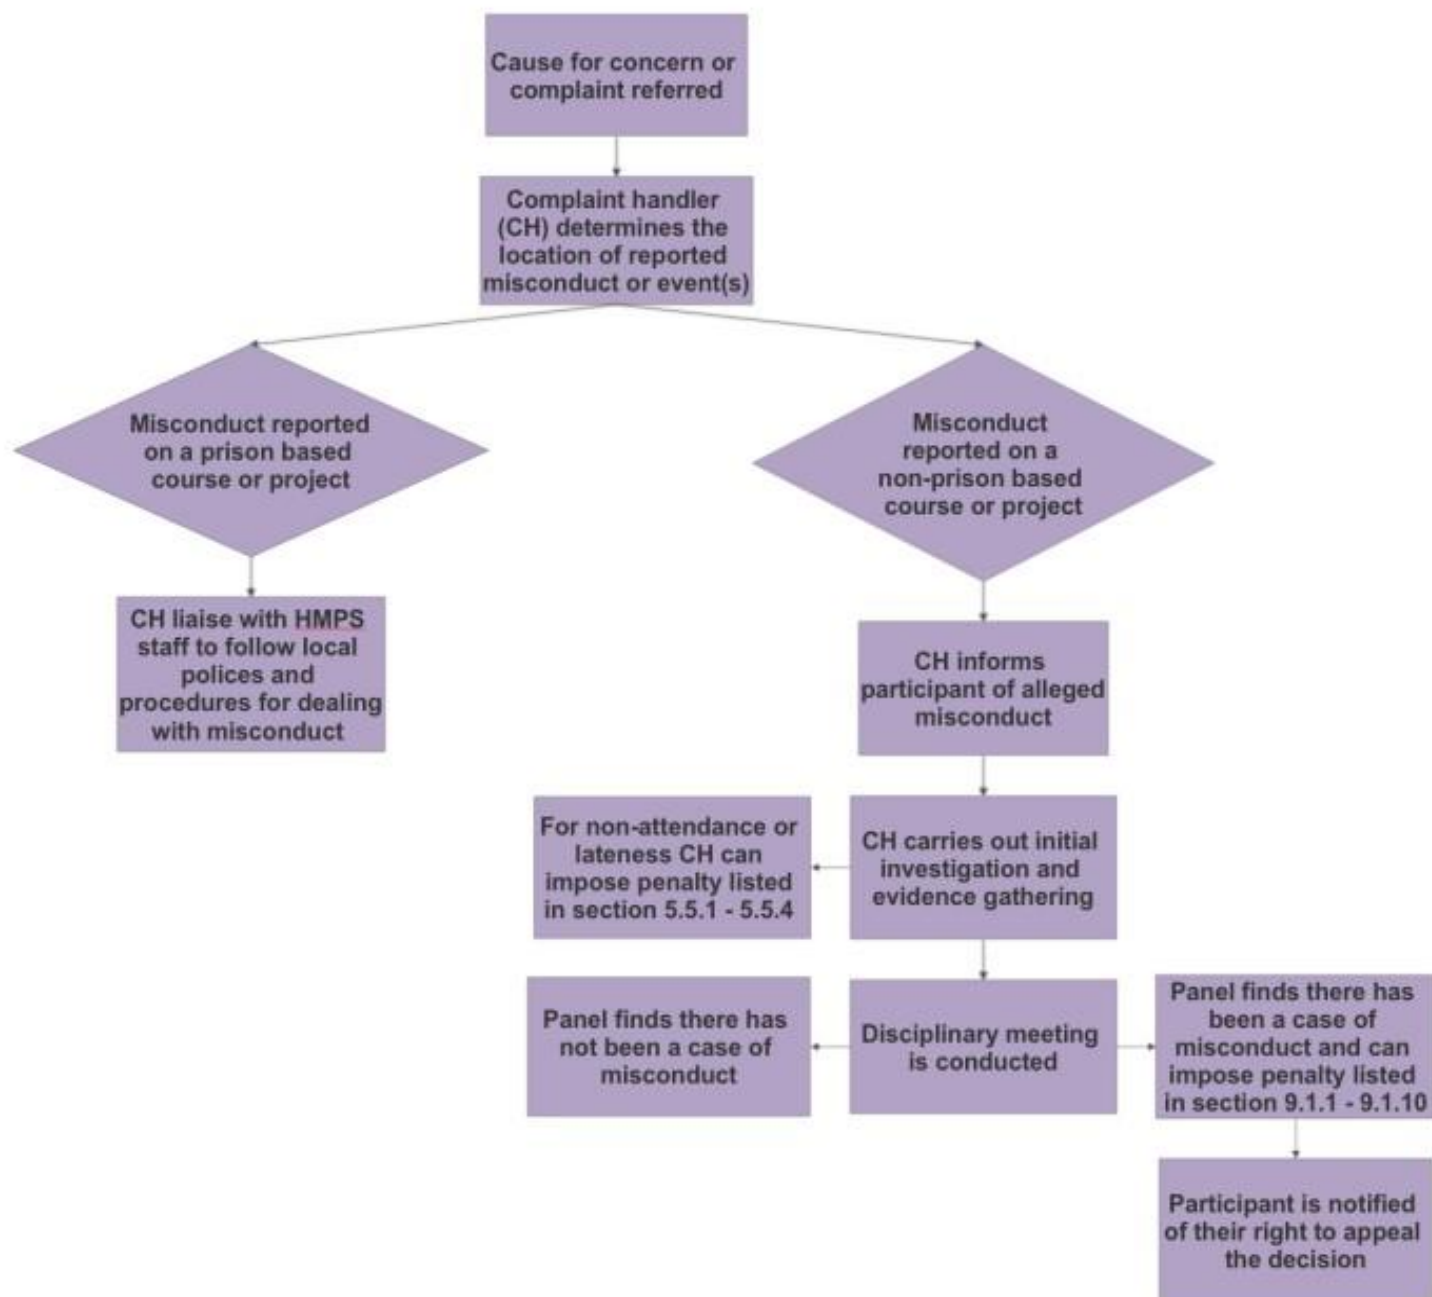 Cause for concern or
complaint referred
Complaint handler
(CH) determines the
location of reported
misconduct or event(s)
Misconduct reported
on a prison based
course or project
Misconduct
reported on a
non-prison based
course or project
CH liaise with HMPS
staff to follow local
polices and
procedures for dealing
with misconduct
CH informs
participant of alleged
misconduct
For non-attendance or
lateness CH can
impose penalty listed
in section 5.5.1 - 5.5.4
CH carries out initial
investigation and
evidence gathering
Panel finds there has
not been a case of
misconduct
Disciplinary meeting
is conducted
Panel finds there has
been a case of
misconduct and can
impose penalty listed
in section 9.1.1 - 9.1.10
Participant is notified
of their right to appeal
the decision